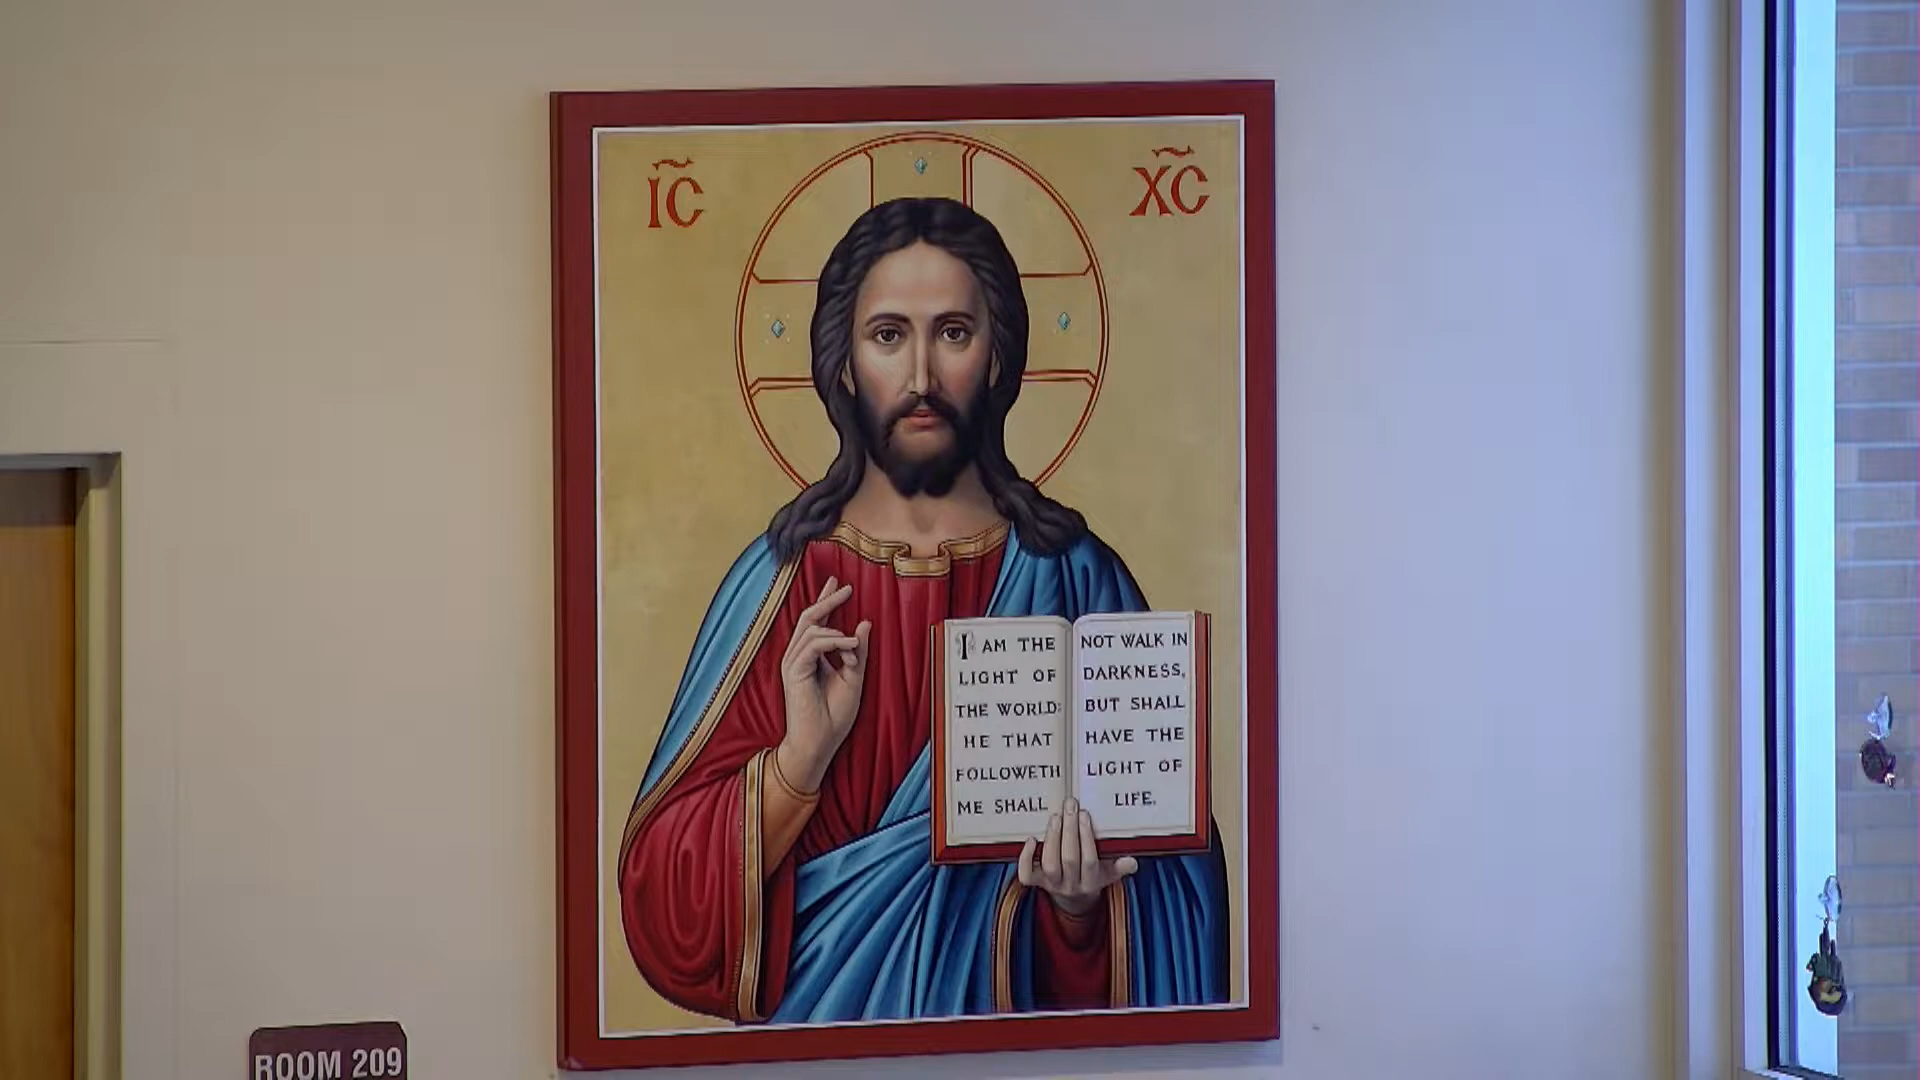 IC XC
I AM THE
LIGHT OF
THE WORLD:
HE THAT
FOLLOWETH
ME SHALL
NOT WALK IN
DARKNESS,
BUT SHALL
HAVE THE
LIGHT OF
LIFE.
ROOM 209